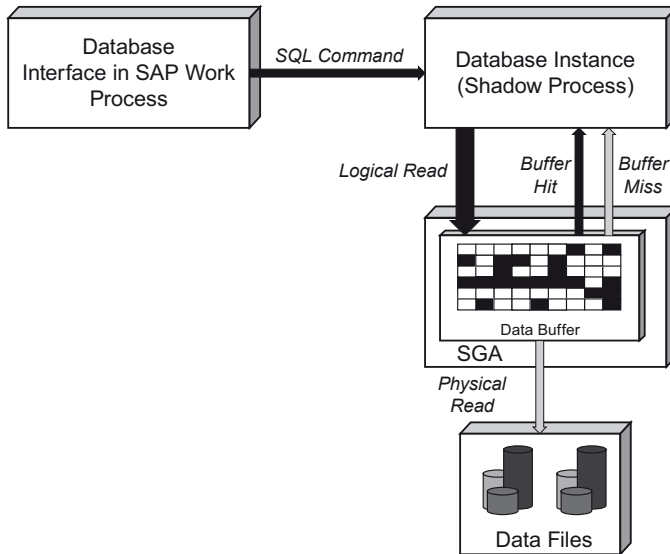 Database
Interface in SAP Work
Process
SQL Command
Database Instance
(Shadow Process)
Logical Read
Buffer
Hit
Buffer
Miss
Data Buffer
SGA
Physical
Read
Data Files